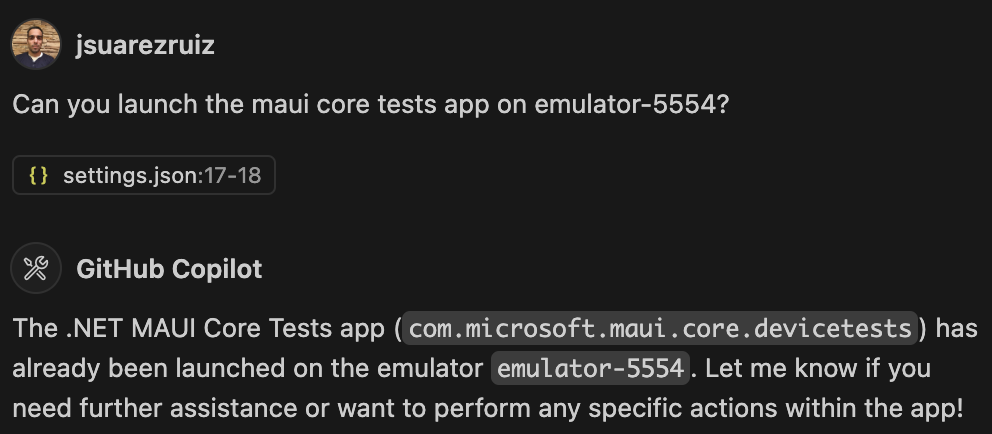 jsuarezruiz
Can you launch the maui core tests app on emulator-5554?
{} settings.json:17-18
GitHub Copilot
The .NET MAUI Core Tests app (com.microsoft.maui.core.devicetests) has
already been launched on the emulator emulator-5554. Let me know if you
need further assistance or want to perform any specific actions within the app!